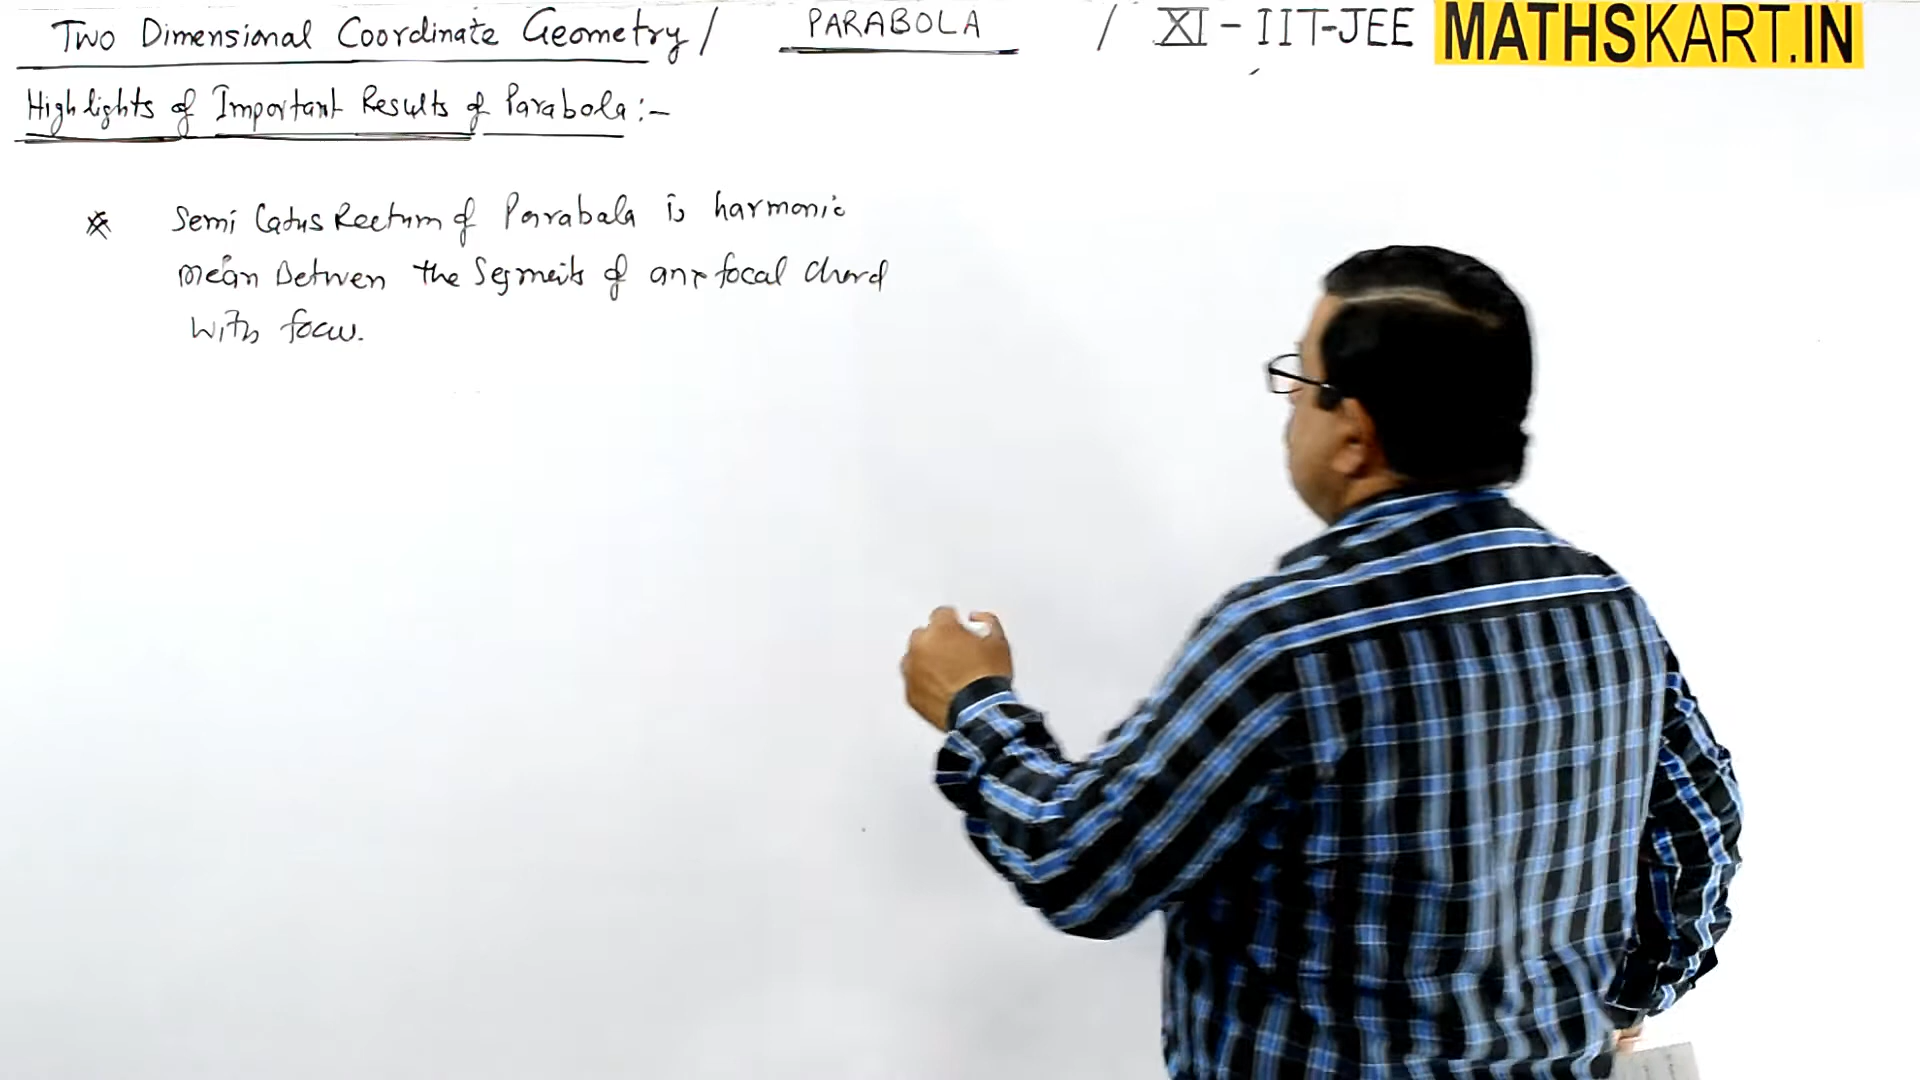 Two Dimensional Coordinate Geometry / PARABOLA / XI - IIT-JEE MATHSKART.IN
Highlights of Important Results of Parabola :-
* Semi Latus Rectum of Parabala is harmonic
mean Between the Segments of any focal chord
with focus.